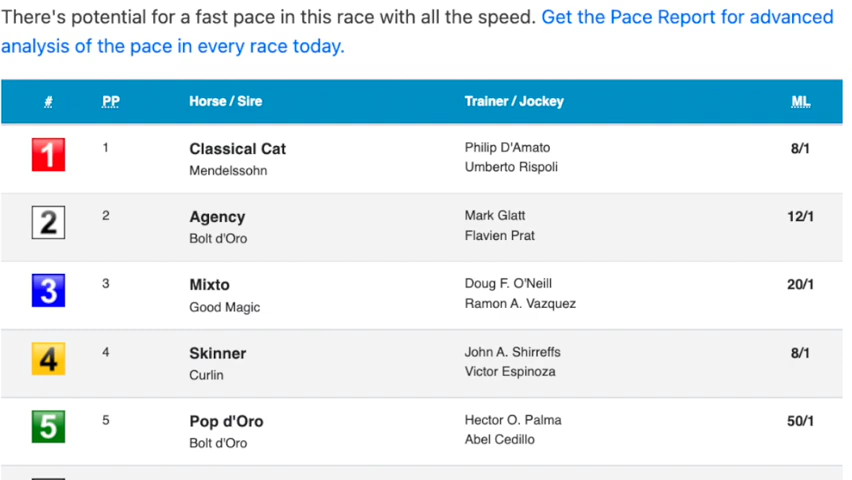 There's potential for a fast pace in this race with all the speed. Get the Pace Report for advanced
analysis of the pace in every race today.
# PP Horse / Sire Trainer / Jockey ML
1 1 Classical Cat Philip D'Amato 8/1
Mendelssohn Umberto Rispoli
2 2 Agency Mark Glatt 12/1
Bolt d'Oro Flavien Prat
3 3 Mixto Doug F. O'Neill 20/1
Good Magic Ramon A. Vazquez
4 4 Skinner John A. Shirreffs 8/1
Curlin Victor Espinoza
5 5 Pop d'Oro Hector O. Palma 50/1
Bolt d'Oro Abel Cedillo